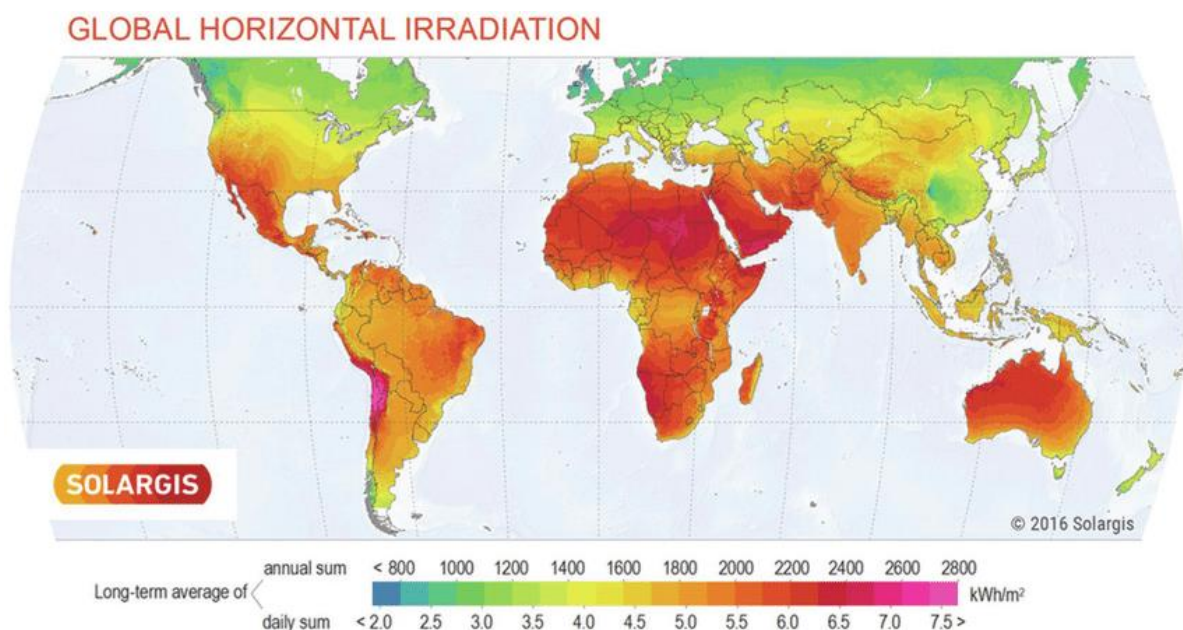 GLOBAL HORIZONTAL IRRADIATION
SOLARGIS
© 2016 Solargis
annual sum < 800 1000 1200 1400 1600 1800 2000 2200 2400 2600 2800
Long-term average of kWh/m²
daily sum < 2.0 2.5 3.0 3.5 4.0 4.5 5.0 5.5 6.0 6.5 7.0 7.5 >